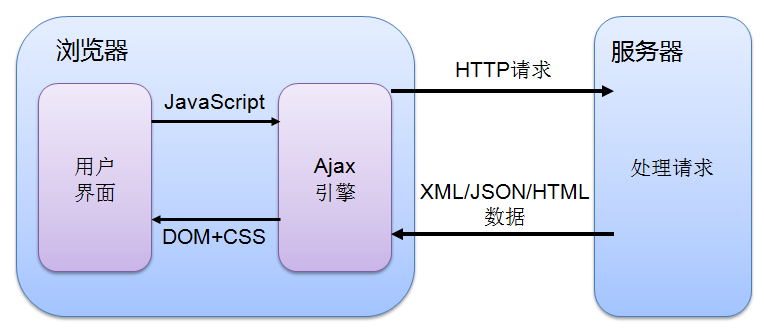 浏览器
服务器
HTTP请求
JavaScript
用户
界面
Ajax
引擎
处理请求
XML/JSON/HTML
数据
DOM+CSS